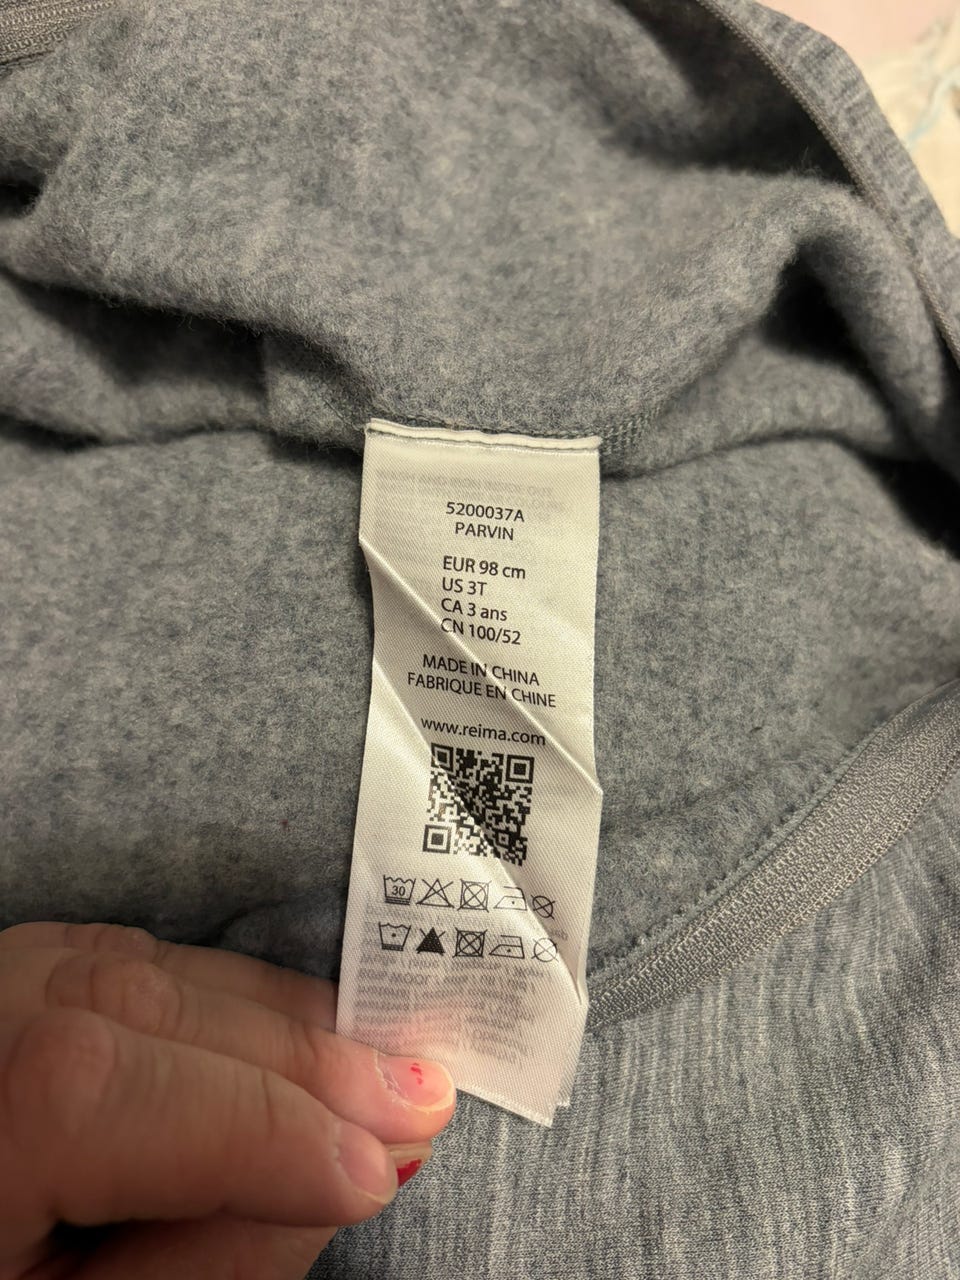 5200037A
PARVIN
EUR 98 cm
US 3T
CA 3 ans
CN 100/52
MADE IN CHINA
FABRIQUE EN CHINE
www.reima.com
30